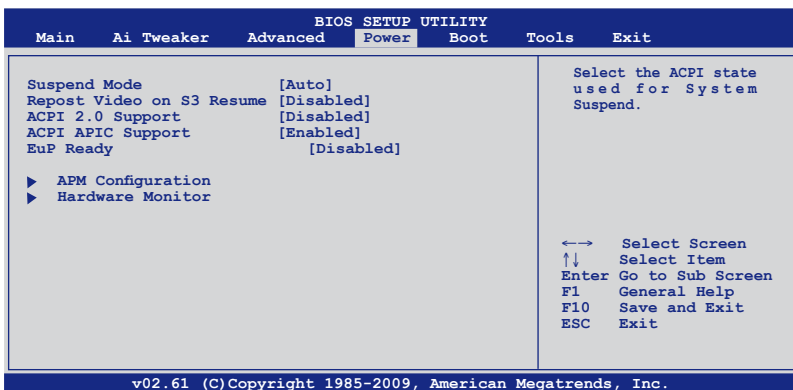 BIOS SETUP UTILITY
Main Ai Tweaker Advanced Power Boot Tools Exit
Suspend Mode [Auto]
Repost Video on S3 Resume [Disabled]
ACPI 2.0 Support [Disabled]
ACPI APIC Support [Enabled]
EuP Ready [Disabled]
▶ APM Configuration
▶ Hardware Monitor
Select the ACPI state
used for System
Suspend.
←→ Select Screen
↑↓ Select Item
Enter Go to Sub Screen
F1 General Help
F10 Save and Exit
ESC Exit
v02.61 (C)Copyright 1985-2009, American Megatrends, Inc.